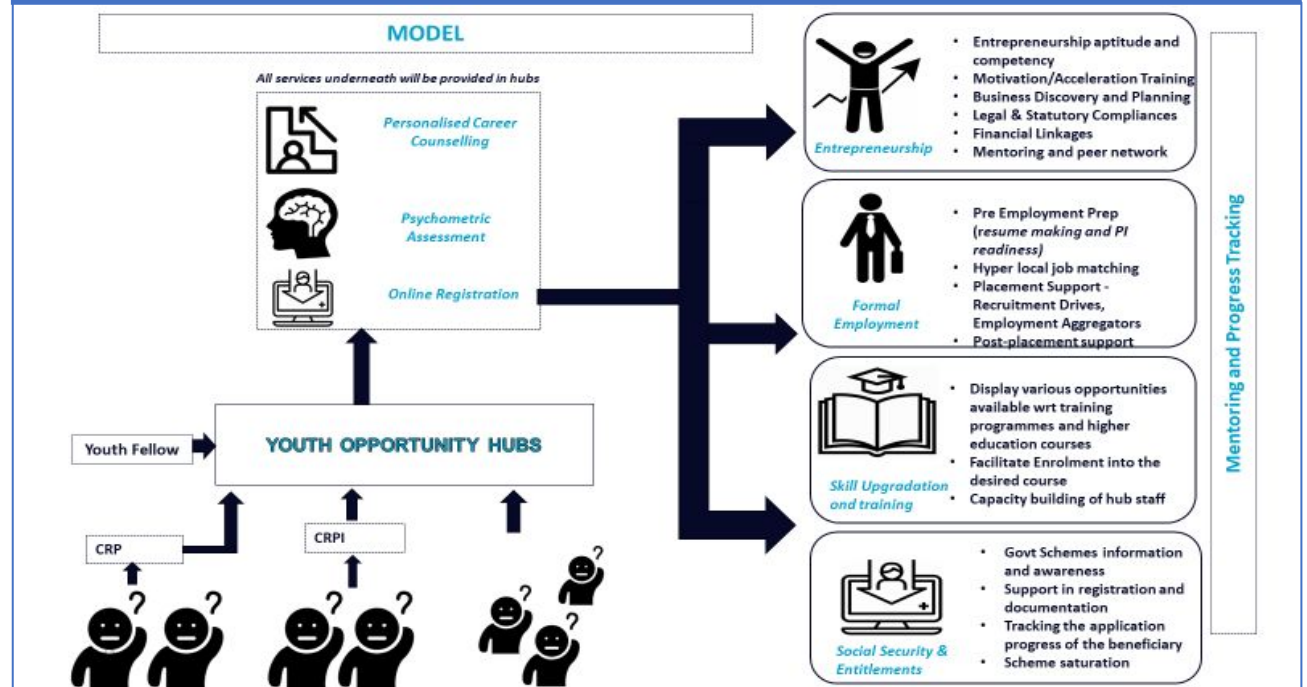 MODEL
All services underneath will be provided in hubs
Personalised Career
Counselling
Psychometric
Assessment
Online Registration
YOUTH OPPORTUNITY HUBS
Youth Fellow
CRP
CRPI
?
?
?
?
?
?
?
Entrepreneurship
• Entrepreneurship aptitude and
competency
• Motivation/Acceleration Training
• Business Discovery and Planning
• Legal & Statutory Compliances
• Financial Linkages
• Mentoring and peer network
Formal
Employment
• Pre Employment Prep
(resume making and PI
readiness)
• Hyper local job matching
• Placement Support -
Recruitment Drives,
Employment Aggregators
• Post-placement support
Skill Upgradation
ond training
• Display various opportunities
available wrt training
programmes and higher
education courses
• Facilitate Enrolment into the
desired course
• Capacity building of hub staff
Social Security &
Entitlements
• Govt Schemes information
and awareness
• Support in registration and
documentation
• Tracking the application
progress of the beneficiary
• Scheme saturation
Mentoring and Progress Tracking